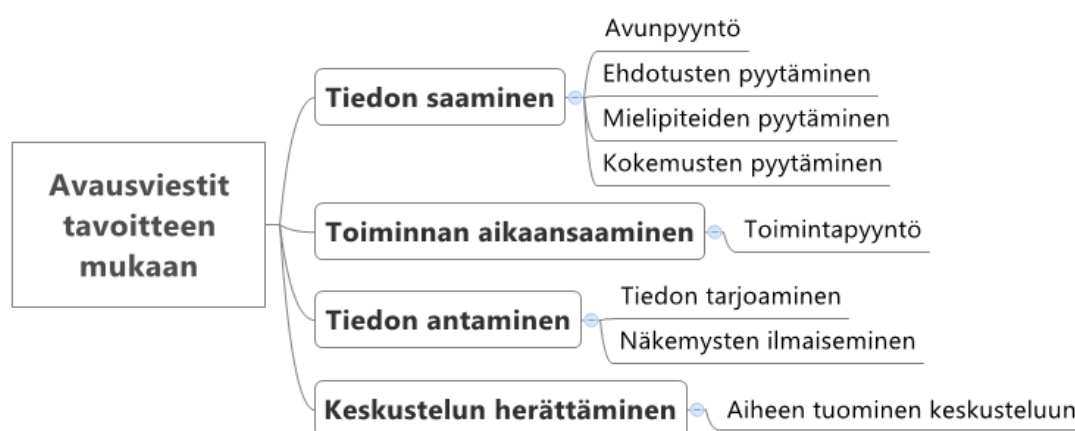 Avausviestit
tavoitteen
mukaan
Tiedon saaminen
Avunpyyntö
Ehdotusten pyytäminen
Mielipiteiden pyytäminen
Kokemusten pyytäminen
Toiminnan aikaansaaminen
Toimintapyyntö
Tiedon antaminen
Tiedon tarjoaminen
Näkemysten ilmaiseminen
Keskustelun herättäminen
Aiheen tuominen keskusteluun